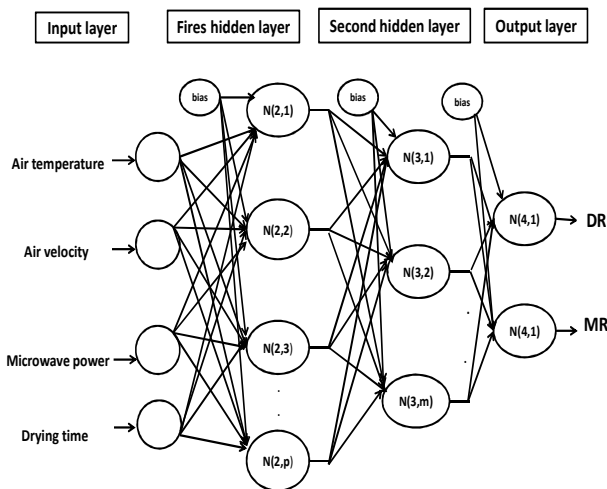 Input layer
Fires hidden layer
Second hidden layer
Output layer
bias
bias
bias
N(2,1)
N(3,1)
Air temperature
N(2,2)
N(4,1)
DR
Air velocity
N(3,2)
N(2,3)
N(4,1)
MR
Microwave power
N(3,m)
Drying time
N(2,p)